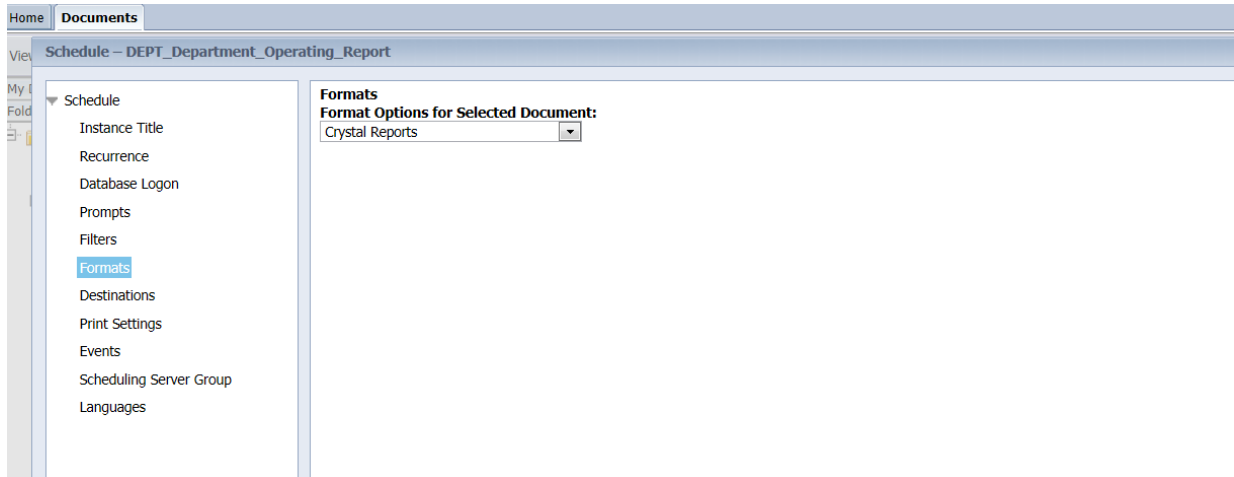 Home Documents
Schedule – DEPT_Department_Operating_Report
My
Schedule
Instance Title
Recurrence
Database Logon
Prompts
Filters
Formats
Destinations
Print Settings
Events
Scheduling Server Group
Languages
Formats
Format Options for Selected Document:
Crystal Reports